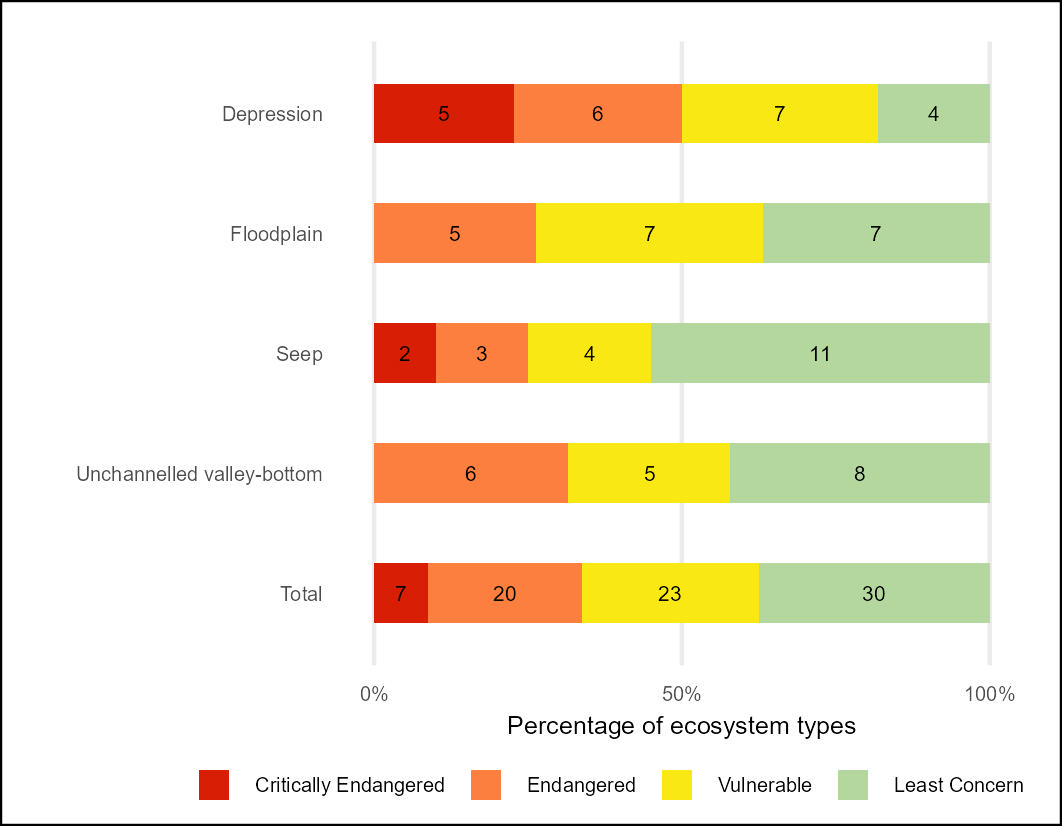 Depression 5 6 7 4
Floodplain 5 7 7
Seep 2 3 4 11
Unchannelled valley-bottom 6 5 8
Total 7 20 23 30
0% 50% 100%
Percentage of ecosystem types
Critically Endangered Endangered Vulnerable Least Concern